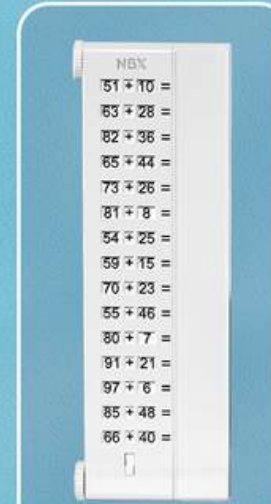 NBX
51 + 10 =
63 + 28 =
82 + 36 =
65 + 44 =
73 + 26 =
81 + 8 =
54 + 25 =
59 + 15 =
70 + 23 =
55 + 46 =
80 + 7 =
91 + 21 =
97 + 6 =
85 + 48 =
66 + 40 =